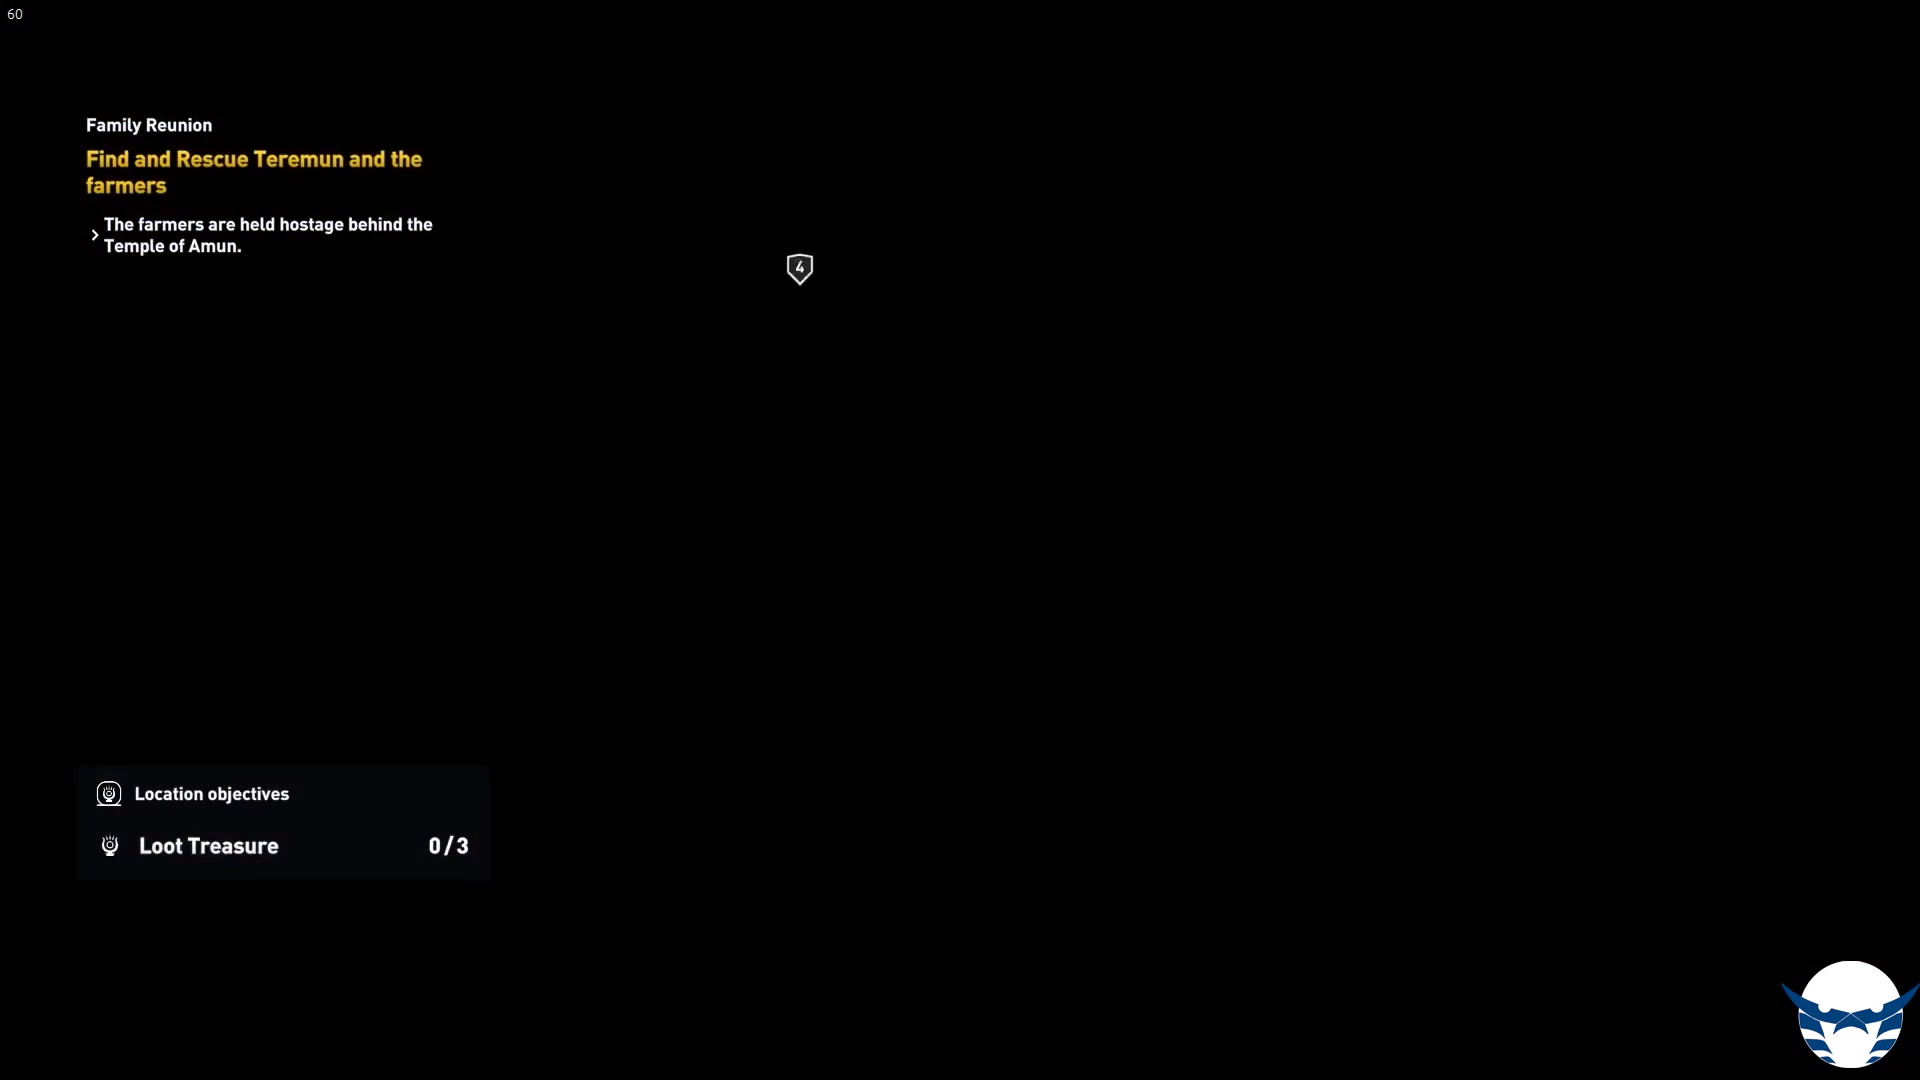 60
Family Reunion
Find and Rescue Teremun and the
farmers
The farmers are held hostage behind the
Temple of Amun.
4
Location objectives
Loot Treasure 0/3